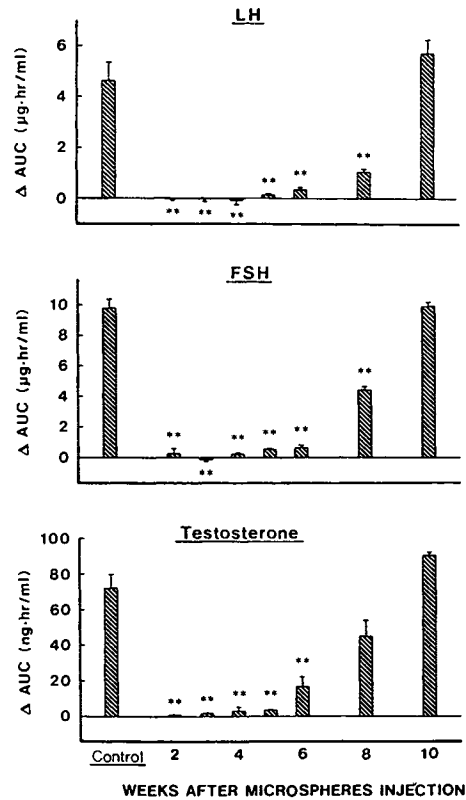 LH
Δ AUC (µg·hr/ml)
6
4
2
0
** ** ** ** ** **
FSH
Δ AUC (µg·hr/ml)
10
8
6
4
2
0
** ** ** ** ** **
Testosterone
Δ AUC (ng·hr/ml)
100
80
60
40
20
0
** ** ** ** **
Control 2 3 4 5 6 8 10
WEEKS AFTER MICROSPHERES INJECTION